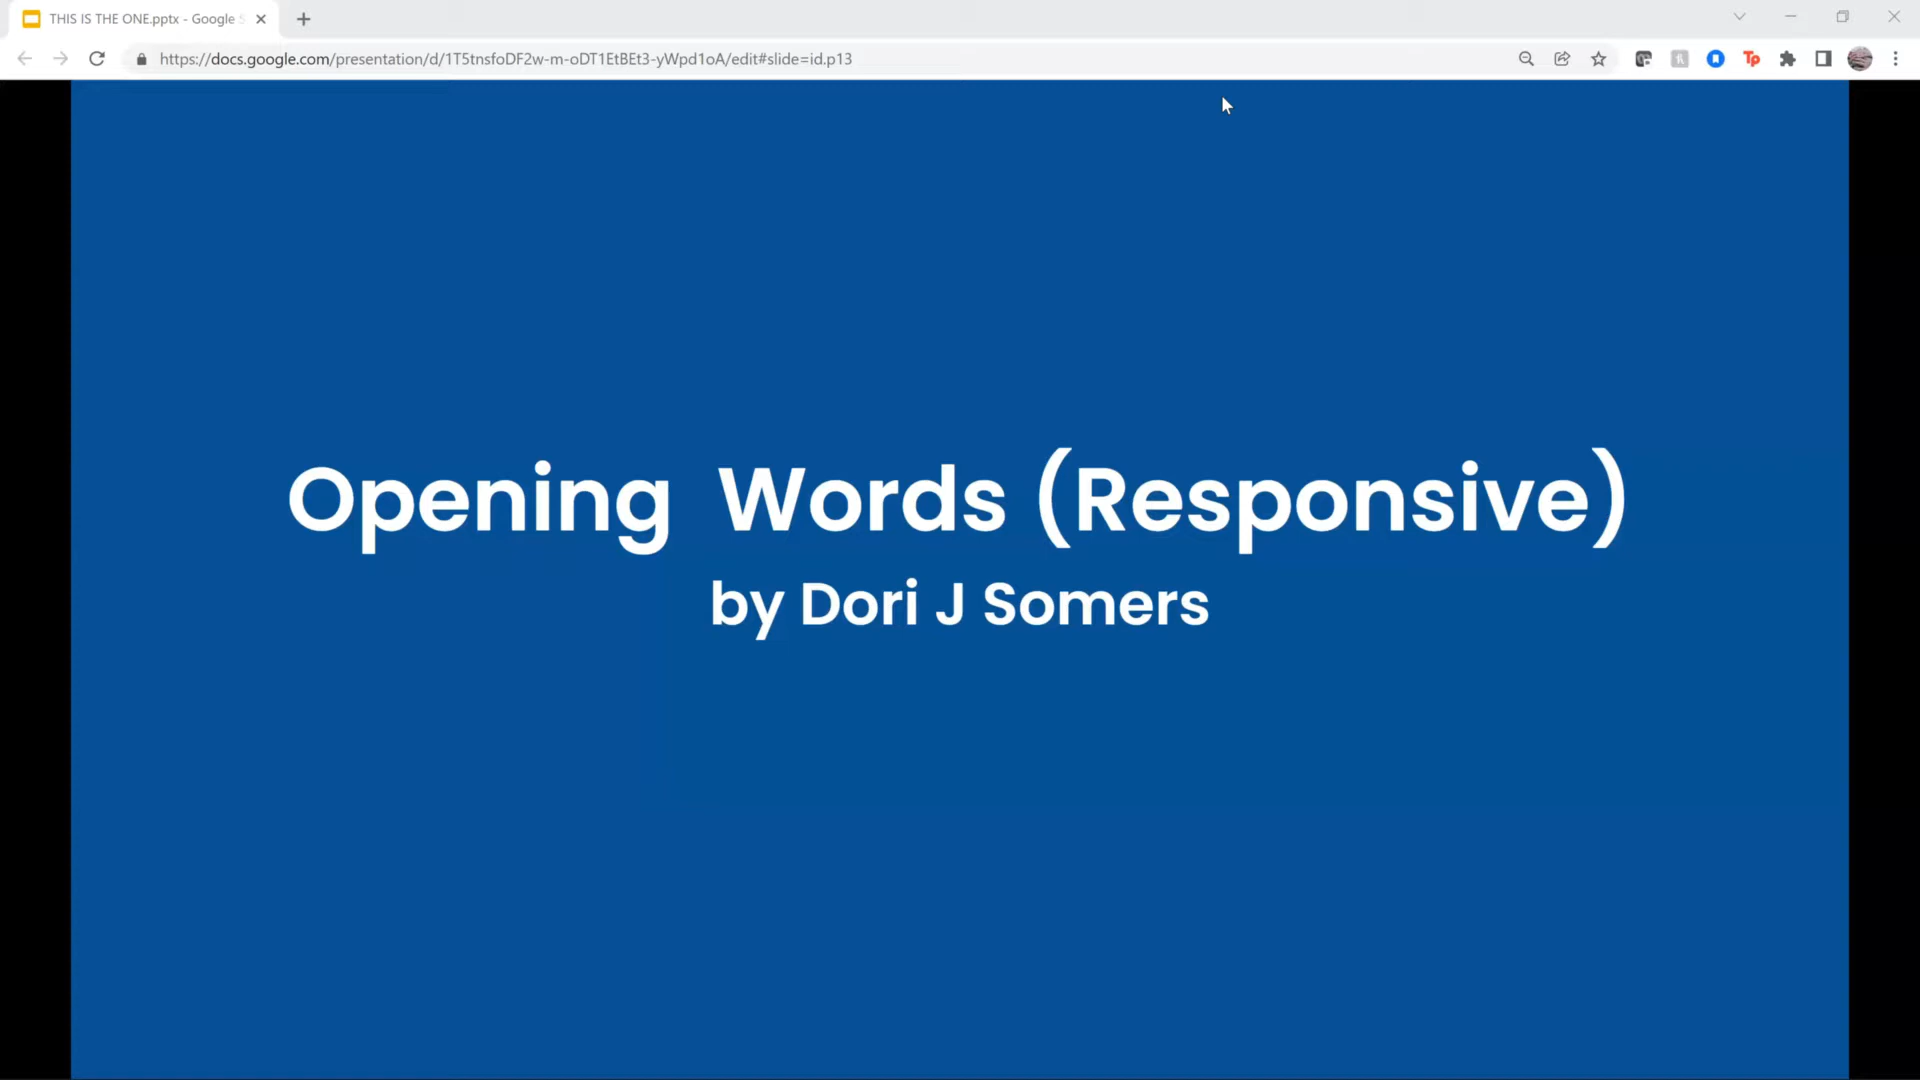 THIS IS THE ONE.pptx - Google S
https://docs.google.com/presentation/d/1T5tnsfoDF2w-m-oDT1EtBEt3-yWpd1oA/edit#slide=id.p13
Tp
Opening  Words (Responsive)
by Dori J Somers